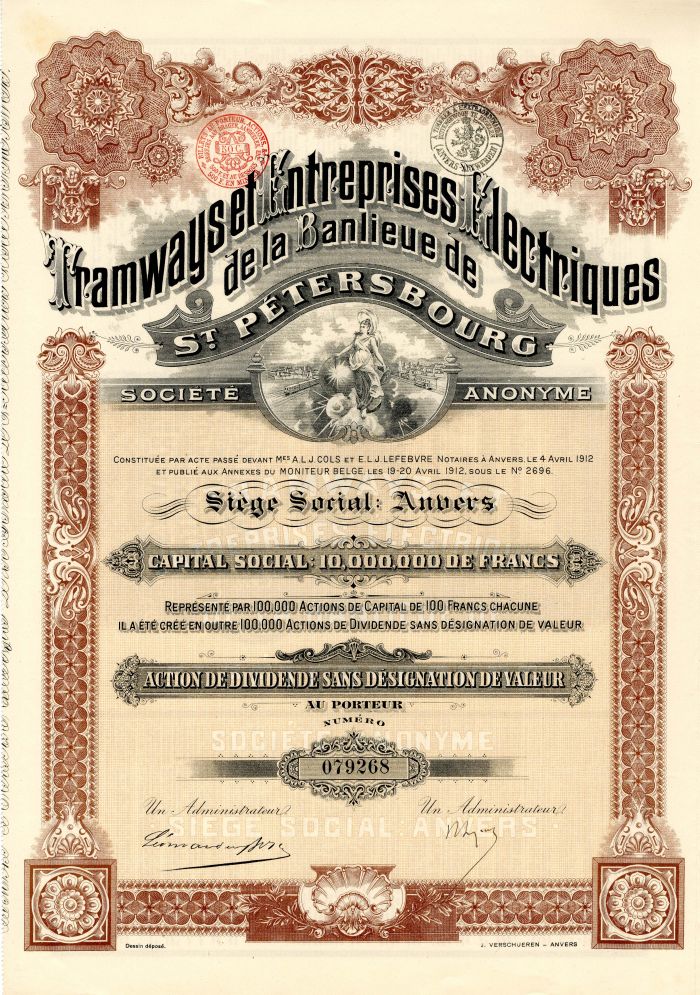 Tramways et Entreprises Electriques
de la Banlieue de
ST. PÉTERSBOURG
SOCIÉTÉ ANONYME
CONSTITUÉE PAR ACTE PASSÉ DEVANT MES A.L.J. COLS ET E.L.J. LEFEBVRE NOTAIRES À ANVERS, LE 4 AVRIL 1912
ET PUBLIÉ AUX ANNEXES DU MONITEUR BELGE, LES 19-20 AVRIL 1912, SOUS LE NO 2696.
Siège Social: Anvers
CAPITAL SOCIAL: 10,000,000 DE FRANCS
REPRÉSENTÉ PAR 100,000 ACTIONS DE CAPITAL DE 100 FRANCS CHACUNE
IL A ÉTÉ CRÉÉ EN OUTRE 100,000 ACTIONS DE DIVIDENDE SANS DÉSIGNATION DE VALEUR
ACTION DE DIVIDENDE SANS DÉSIGNATION DE VALEUR
AU PORTEUR
NUMÉRO
SOCIÉTÉ ANONYME
079268
Un Administrateur
Un Administrateur
SIÈGE SOCIAL: ANVERS
Dessin déposé.
J. VERSCHUEREN – ANVERS